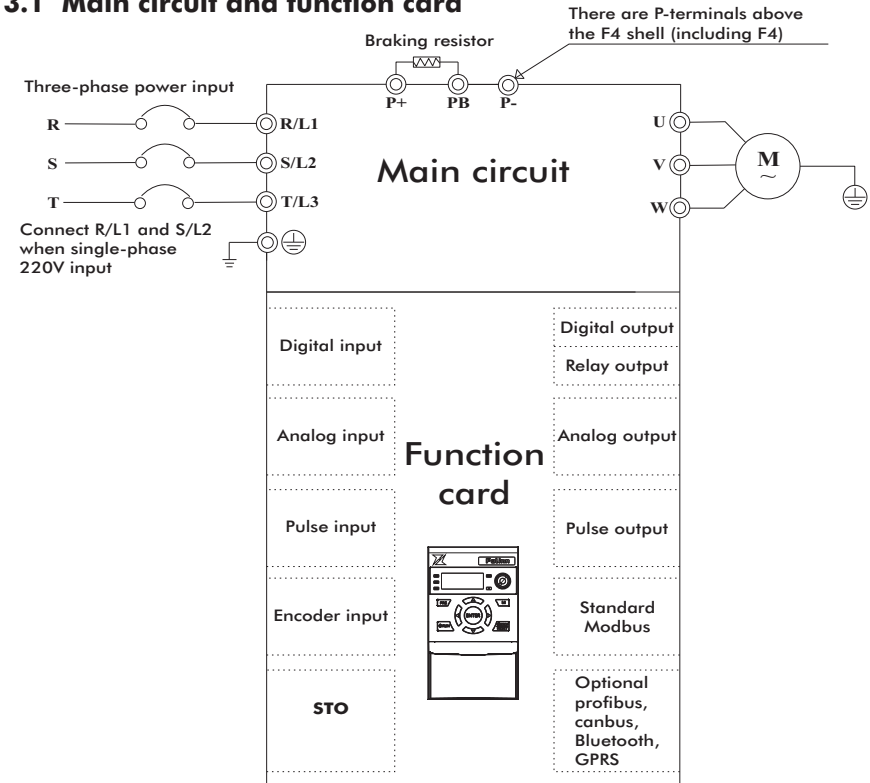 3.1 Main circuit and function card
There are P-terminals above
the F4 shell (including F4)
Braking resistor
P+
PB
P-
Three-phase power input
R
R/L1
S
S/L2
T
T/L3
Connect R/L1 and S/L2
when single-phase
220V input
Main circuit
U
V
W
M
~
Digital input
Digital output
Relay output
Analog input
Analog output
Function
card
Pulse input
Pulse output
Encoder input
ENTER
Standard
Modbus
STO
Optional
profibus,
canbus,
Bluetooth,
GPRS